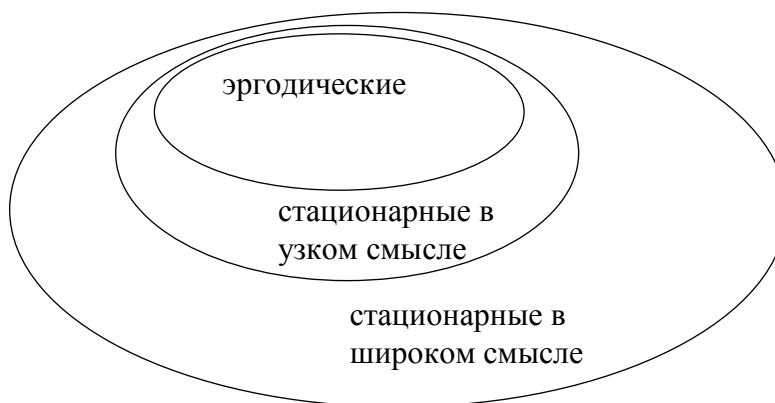 эргодические
стационарные в
узком смысле
стационарные в
широком смысле